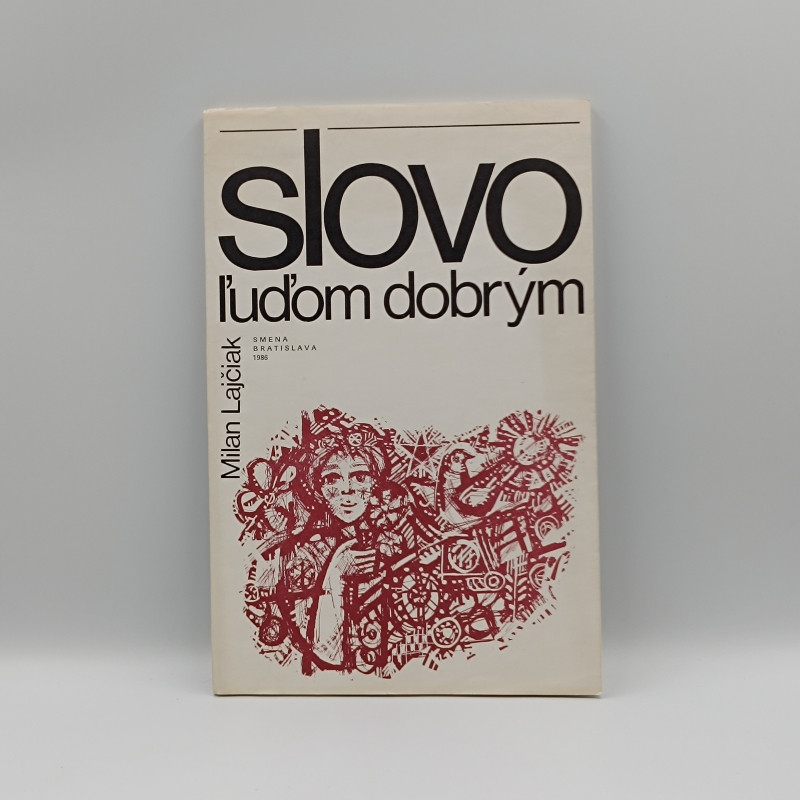 slovo
ľuďom dobrým
Milan Lajčiak
SMENA
BRATISLAVA
1986